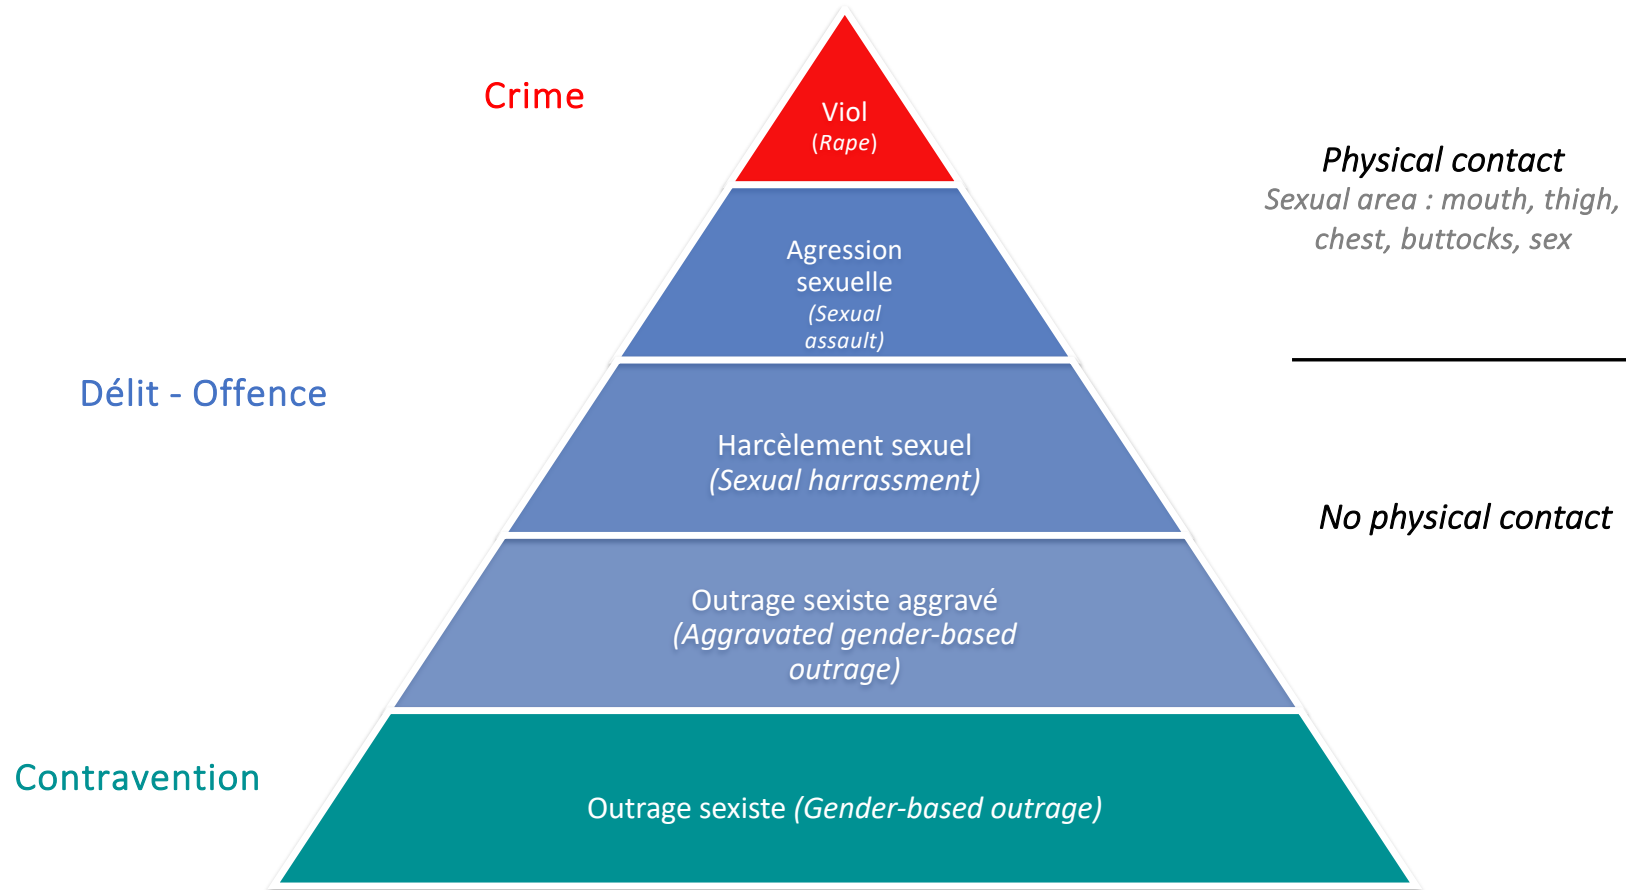 Crime
Viol
(Rape)
Physical contact
Sexual area : mouth, thigh,
chest, buttocks, sex
Agression
sexuelle
(Sexual
assault)
Délit - Offence
Harcèlement sexuel
(Sexual harrassment)
No physical contact
Outrage sexiste aggravé
(Aggravated gender-based
outrage)
Contravention
Outrage sexiste (Gender-based outrage)